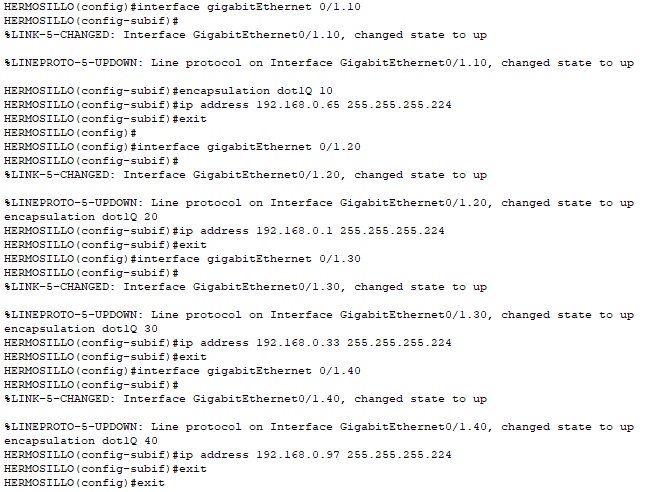 HERMOSILLO(config)#interface gigabitEthernet 0/1.10
HERMOSILLO(config-subif)#
%LINK-5-CHANGED: Interface GigabitEthernet0/1.10, changed state to up
%LINEPROTO-5-UPDOWN: Line protocol on Interface GigabitEthernet0/1.10, changed state to up
HERMOSILLO(config-subif)#encapsulation dot1Q 10
HERMOSILLO(config-subif)#ip address 192.168.0.65 255.255.255.224
HERMOSILLO(config-subif)#exit
HERMOSILLO(config)#
HERMOSILLO(config)#interface gigabitEthernet 0/1.20
HERMOSILLO(config-subif)#
%LINK-5-CHANGED: Interface GigabitEthernet0/1.20, changed state to up
%LINEPROTO-5-UPDOWN: Line protocol on Interface GigabitEthernet0/1.20, changed state to up
encapsulation dot1Q 20
HERMOSILLO(config-subif)#ip address 192.168.0.1 255.255.255.224
HERMOSILLO(config-subif)#exit
HERMOSILLO(config)#interface gigabitEthernet 0/1.30
HERMOSILLO(config-subif)#
%LINK-5-CHANGED: Interface GigabitEthernet0/1.30, changed state to up
%LINEPROTO-5-UPDOWN: Line protocol on Interface GigabitEthernet0/1.30, changed state to up
encapsulation dot1Q 30
HERMOSILLO(config-subif)#ip address 192.168.0.33 255.255.255.224
HERMOSILLO(config-subif)#exit
HERMOSILLO(config)#interface gigabitEthernet 0/1.40
HERMOSILLO(config-subif)#
%LINK-5-CHANGED: Interface GigabitEthernet0/1.40, changed state to up
%LINEPROTO-5-UPDOWN: Line protocol on Interface GigabitEthernet0/1.40, changed state to up
encapsulation dot1Q 40
HERMOSILLO(config-subif)#ip address 192.168.0.97 255.255.255.224
HERMOSILLO(config-subif)#exit
HERMOSILLO(config)#exit